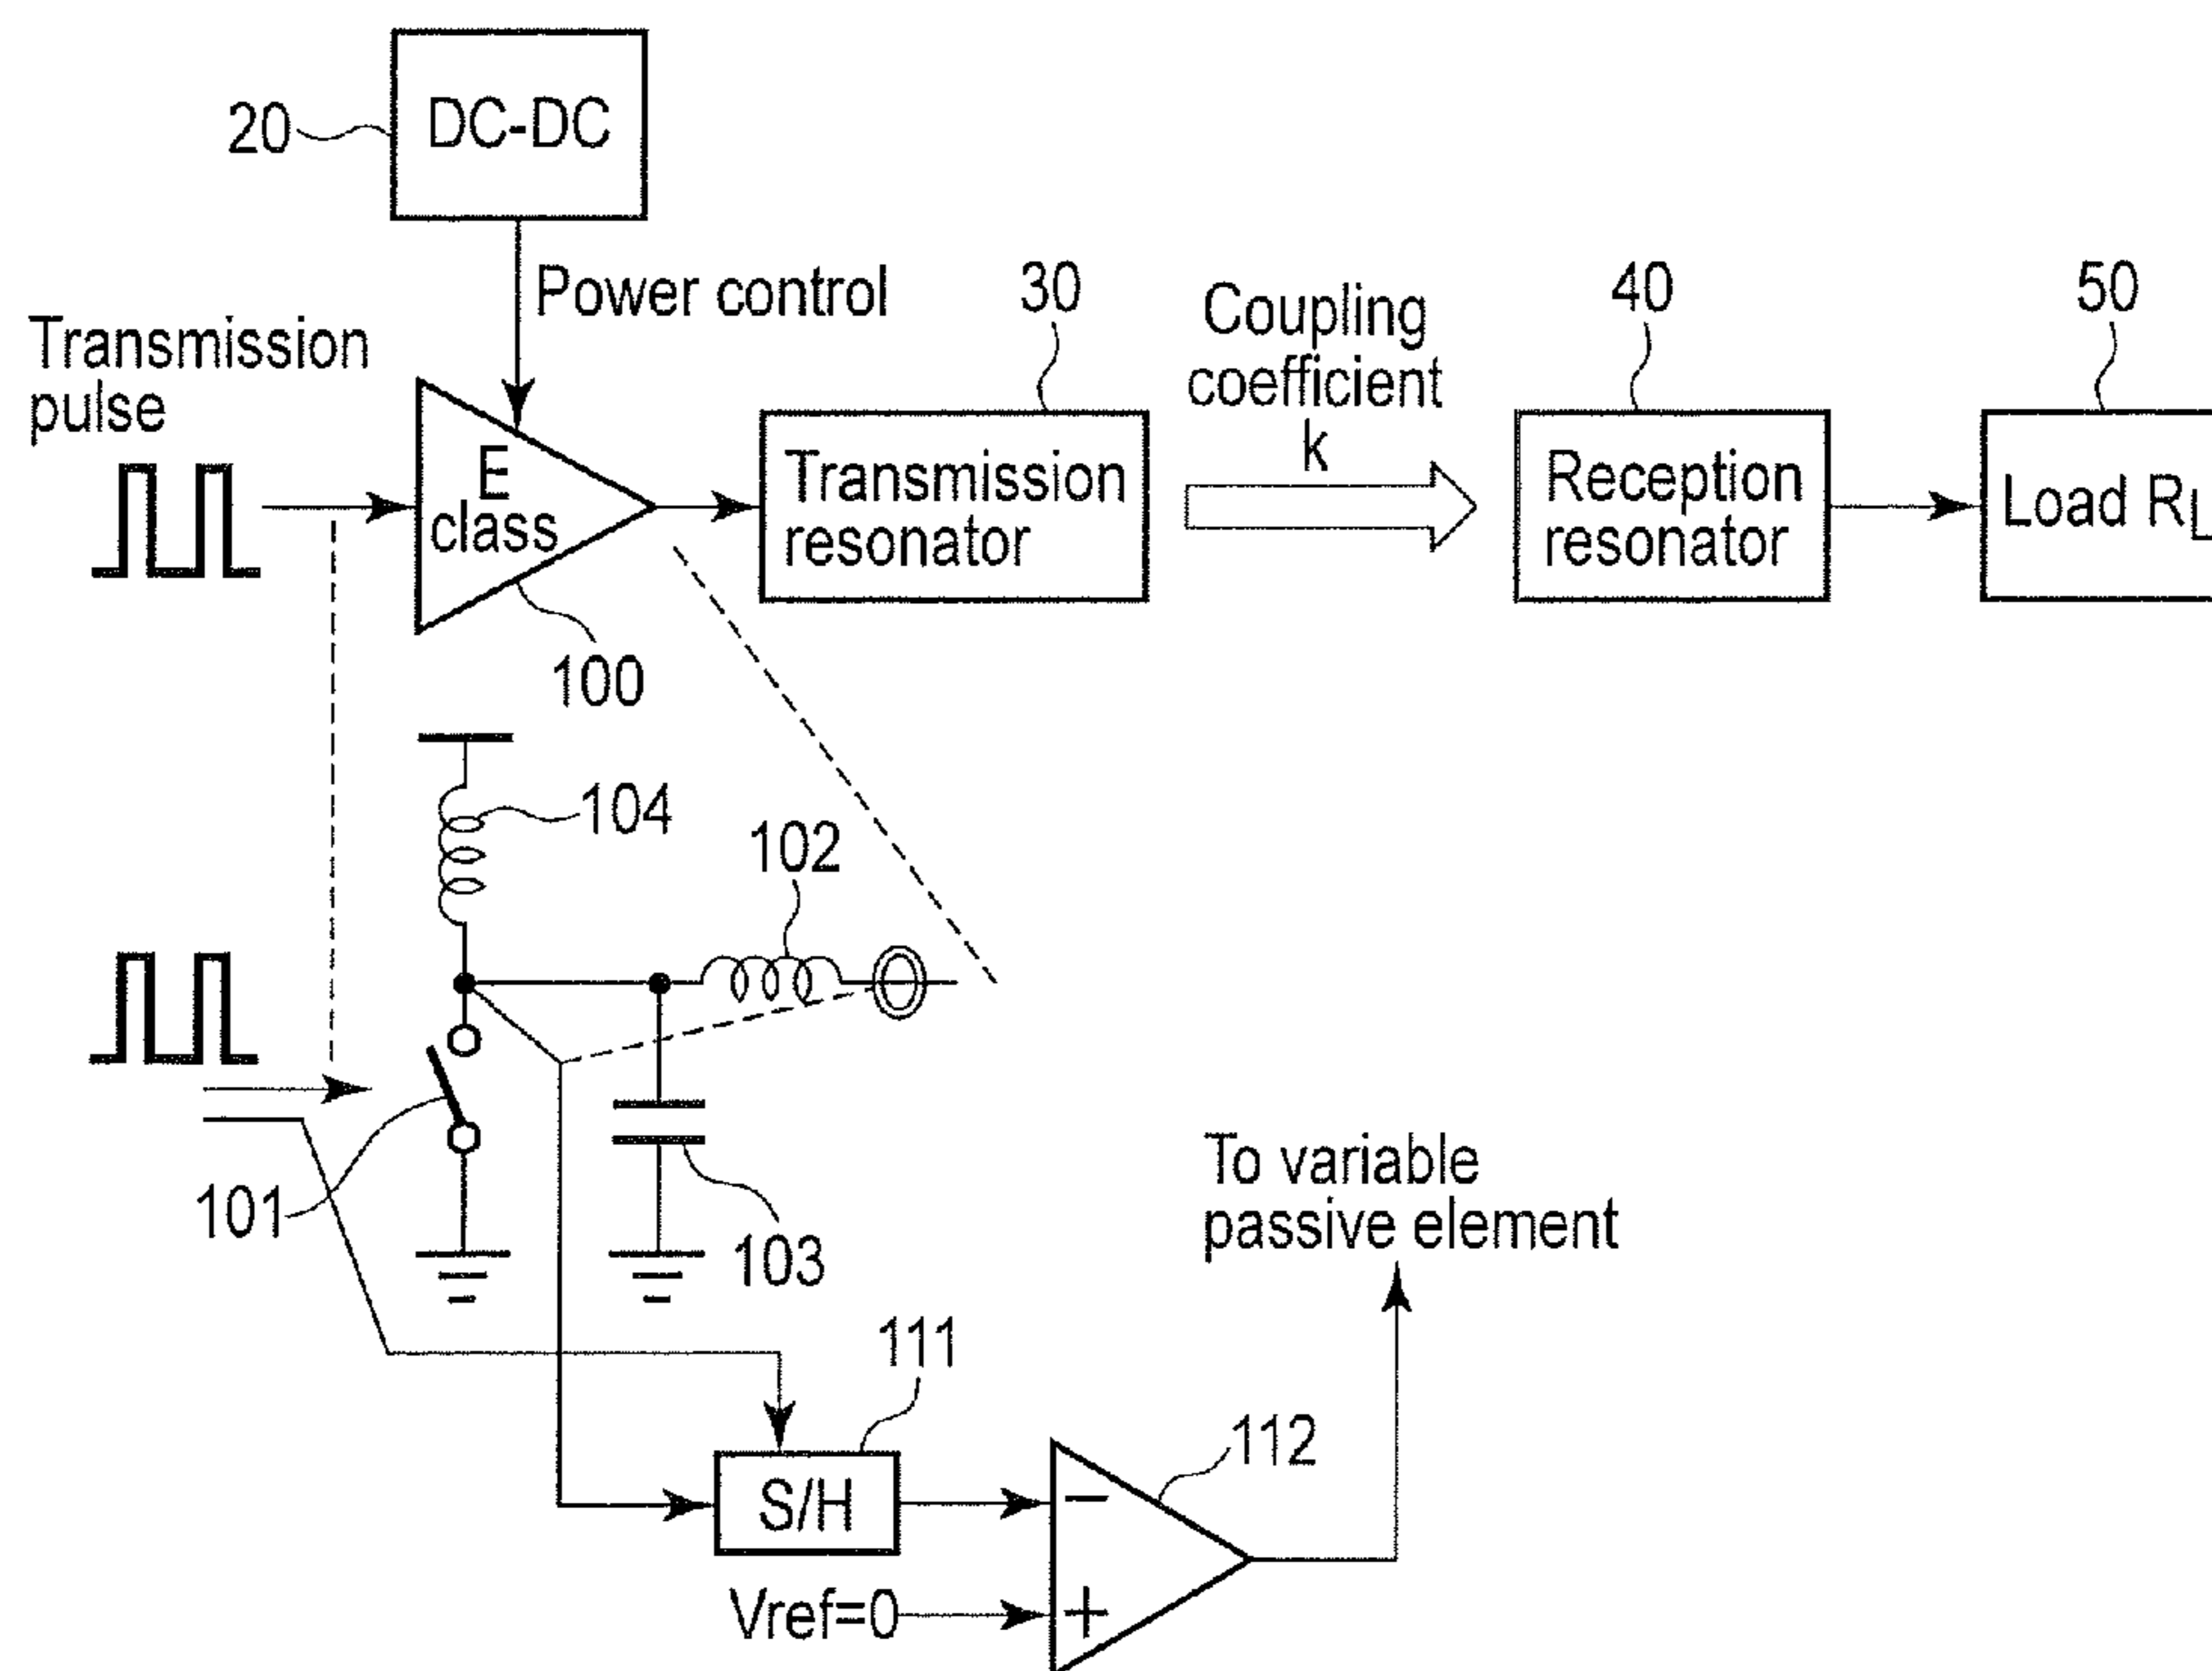 DC-DC
20
Power control
30
Coupling
coefficient
k
40
50
Transmission
pulse
E
class
Transmission
resonator
Reception
resonator
Load RL
100
104
102
101
103
To variable
passive element
111
112
S/H
−
Vref=0
+